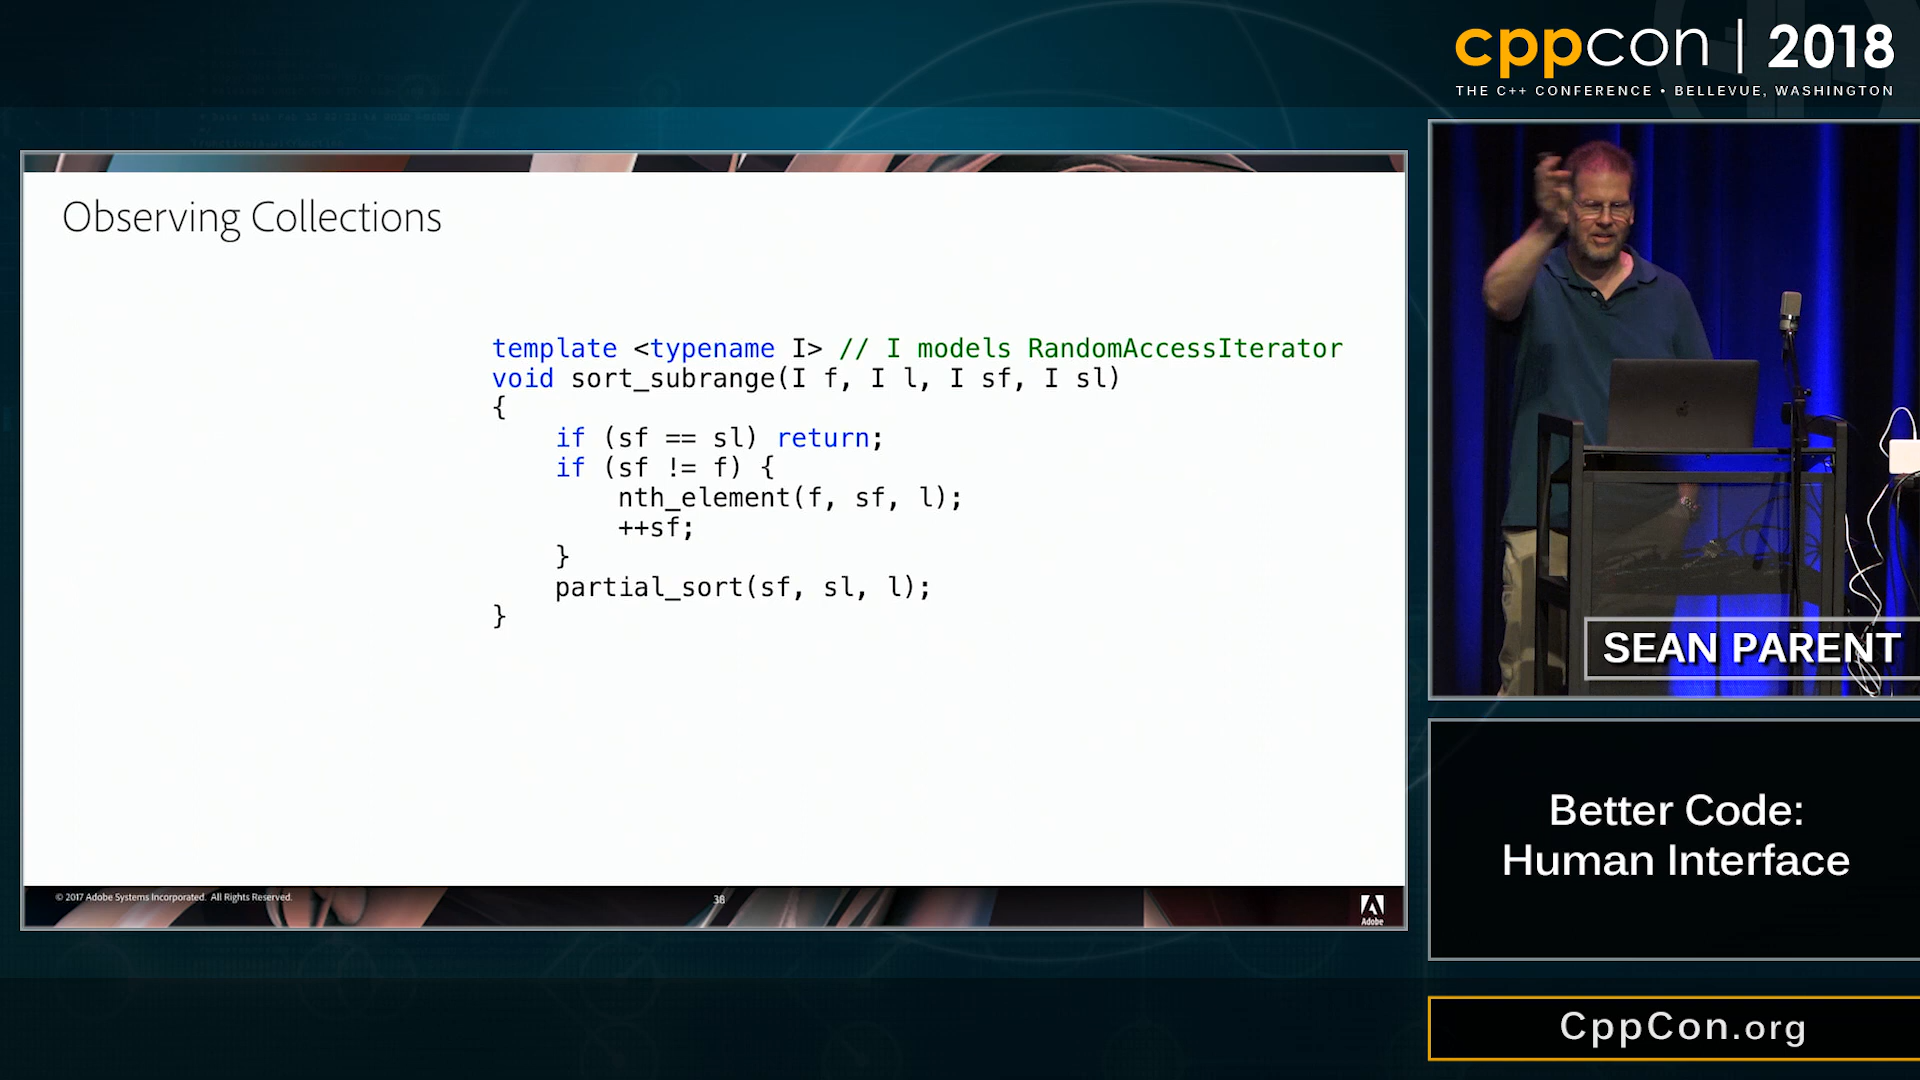 cppcon | 2018
THE C++ CONFERENCE • BELLEVUE, WASHINGTON
Observing Collections
template <typename I> // I models RandomAccessIterator
void sort_subrange(I f, I l, I sf, I sl)
{
    if (sf == sl) return;
    if (sf != f) {
        nth_element(f, sf, l);
        ++sf;
    }
    partial_sort(sf, sl, l);
}
© 2017 Adobe Systems Incorporated. All Rights Reserved.
38
Adobe
SEAN PARENT
Better Code:
Human Interface
CppCon.org